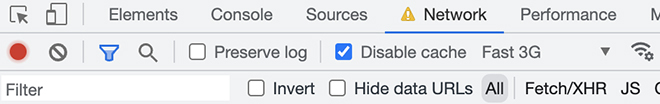 Elements Console Sources Network Performance
Preserve log Disable cache Fast 3G
Filter Invert Hide data URLs All Fetch/XHR JS